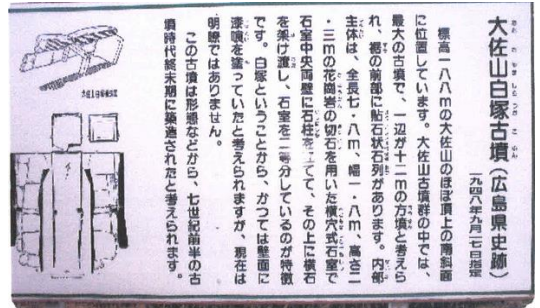 大佐山白塚古墳(広島県史跡)
一九四八年九月一七日指定
標高一八八mの大佐山のほぼ頂上の南斜面
に位置しています。大佐山古墳群の中では、
最大の古墳で、一辺が十二mの方墳と考えら
れ、裾の前部に貼石状石列があります。内部
主体は、全長七・八m、幅一・八m、高さ二
・三mの花崗岩の切石を用いた横穴式石室で
石室中央両壁に石柱を立てて、その上に横石
を架け渡し、石室を二等分しているのが特徴
です。白塚ということから、かつては壁面に
漆喰を塗っていたと考えられますが、現在は
明瞭ではありません。
この古墳は形態などから、七世紀前半の古
墳時代終末期に築造されたと考えられます。